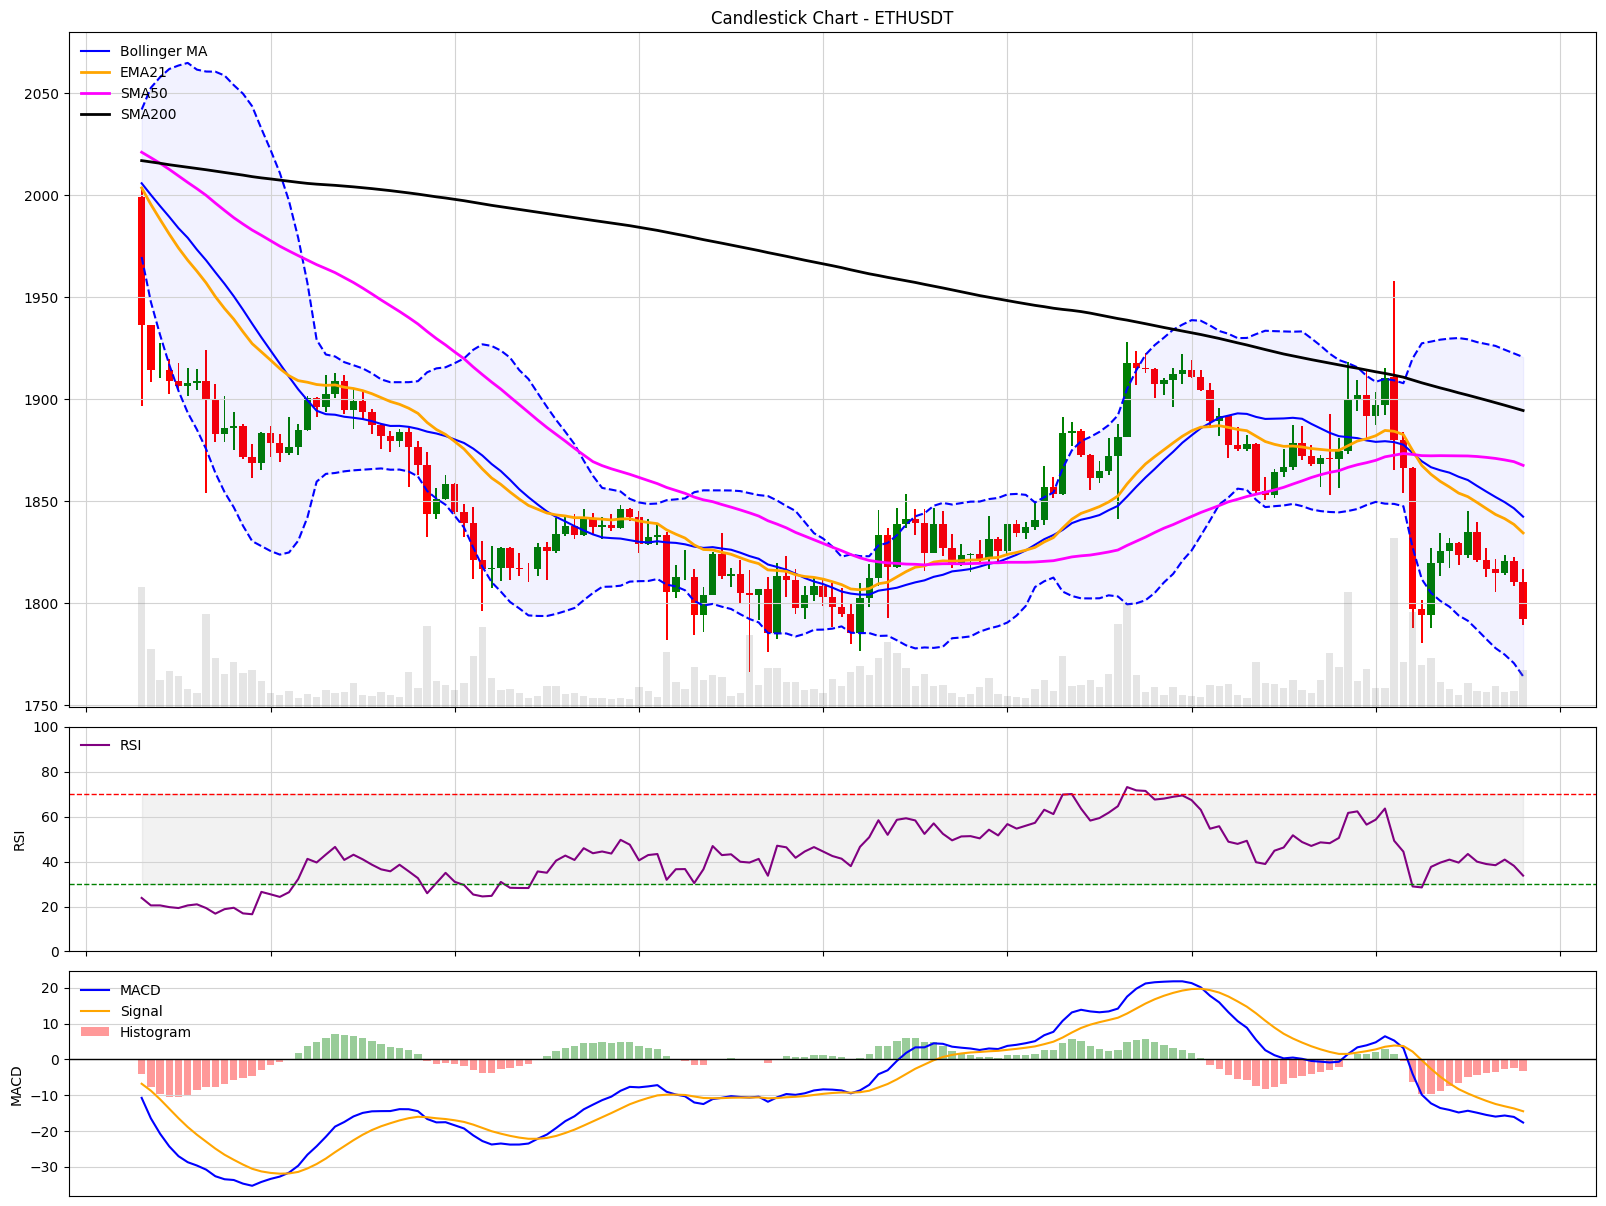 Candlestick Chart - ETHUSDT
Bollinger MA
EMA21
SMA50
SMA200
2050
2000
1950
1900
1850
1800
1750
RSI
100
80
60
40
20
0
RSI
MACD
Signal
Histogram
20
10
0
−10
−20
−30
MACD